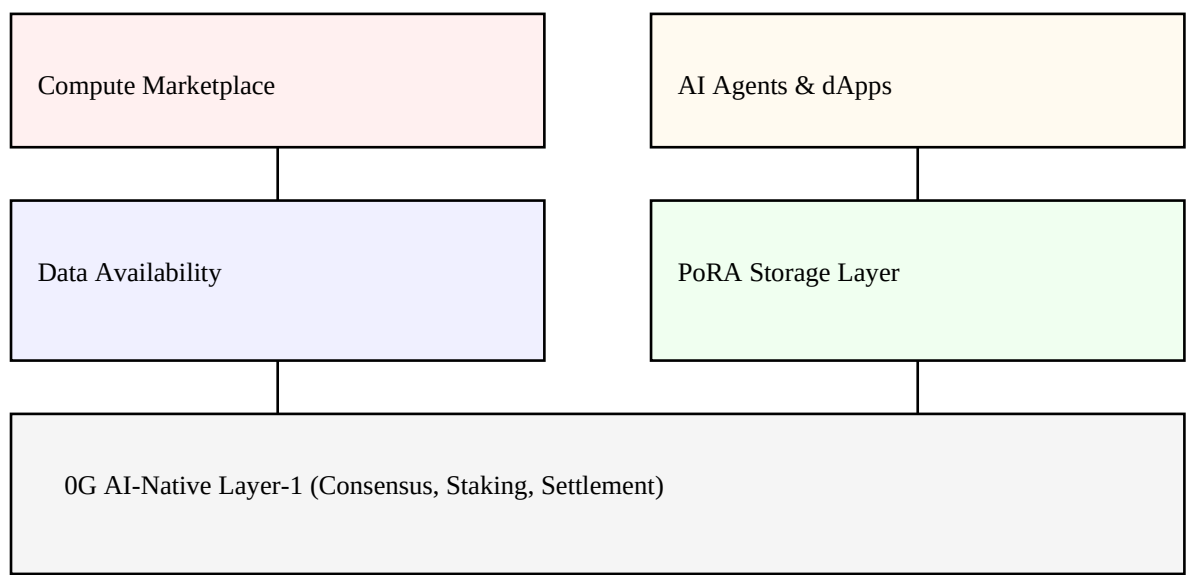 Compute Marketplace
AI Agents & dApps
Data Availability
PoRA Storage Layer
0G AI-Native Layer-1 (Consensus, Staking, Settlement)